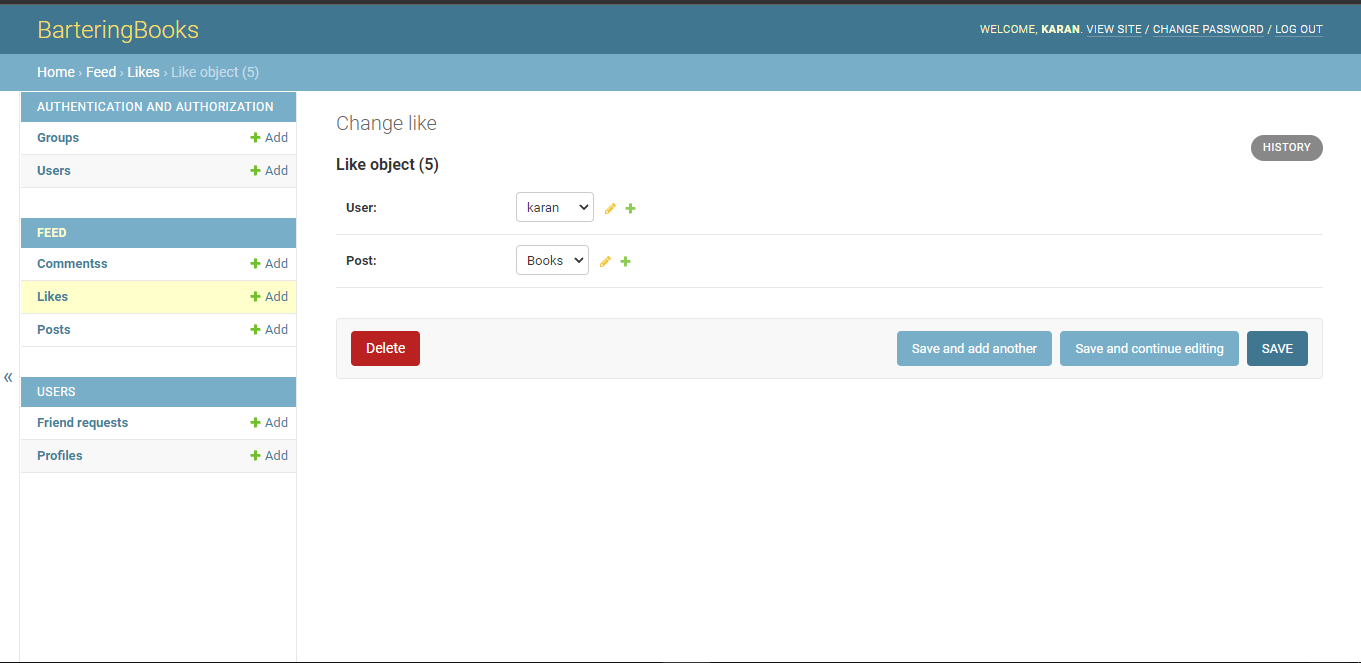 BarteringBooks
WELCOME, KARAN. VIEW SITE / CHANGE PASSWORD / LOG OUT
Home › Feed › Likes › Like object (5)
AUTHENTICATION AND AUTHORIZATION
Groups
Add
Users
Add
FEED
Commentss
Add
Likes
Add
Posts
Add
USERS
Friend requests
Add
Profiles
Add
«
Change like
HISTORY
Like object (5)
User:
karan
Post:
Books
Delete
Save and add another
Save and continue editing
SAVE